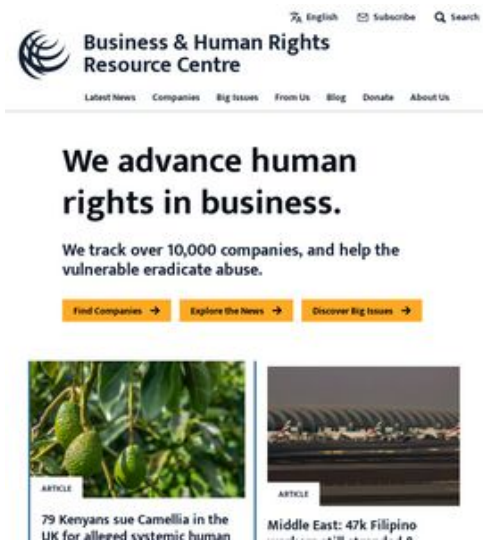 English Subscribe Search
Business & Human Rights
Resource Centre
Latest News Companies Big Issues From Us Blog Donate About Us
We advance human
rights in business.
We track over 10,000 companies, and help the
vulnerable eradicate abuse.
Find Companies → Explore the News → Discover Big Issues →
ARTICLE
79 Kenyans sue Camellia in the
UK for alleged systemic human
ARTICLE
Middle East: 47k Filipino
workers still stranded &